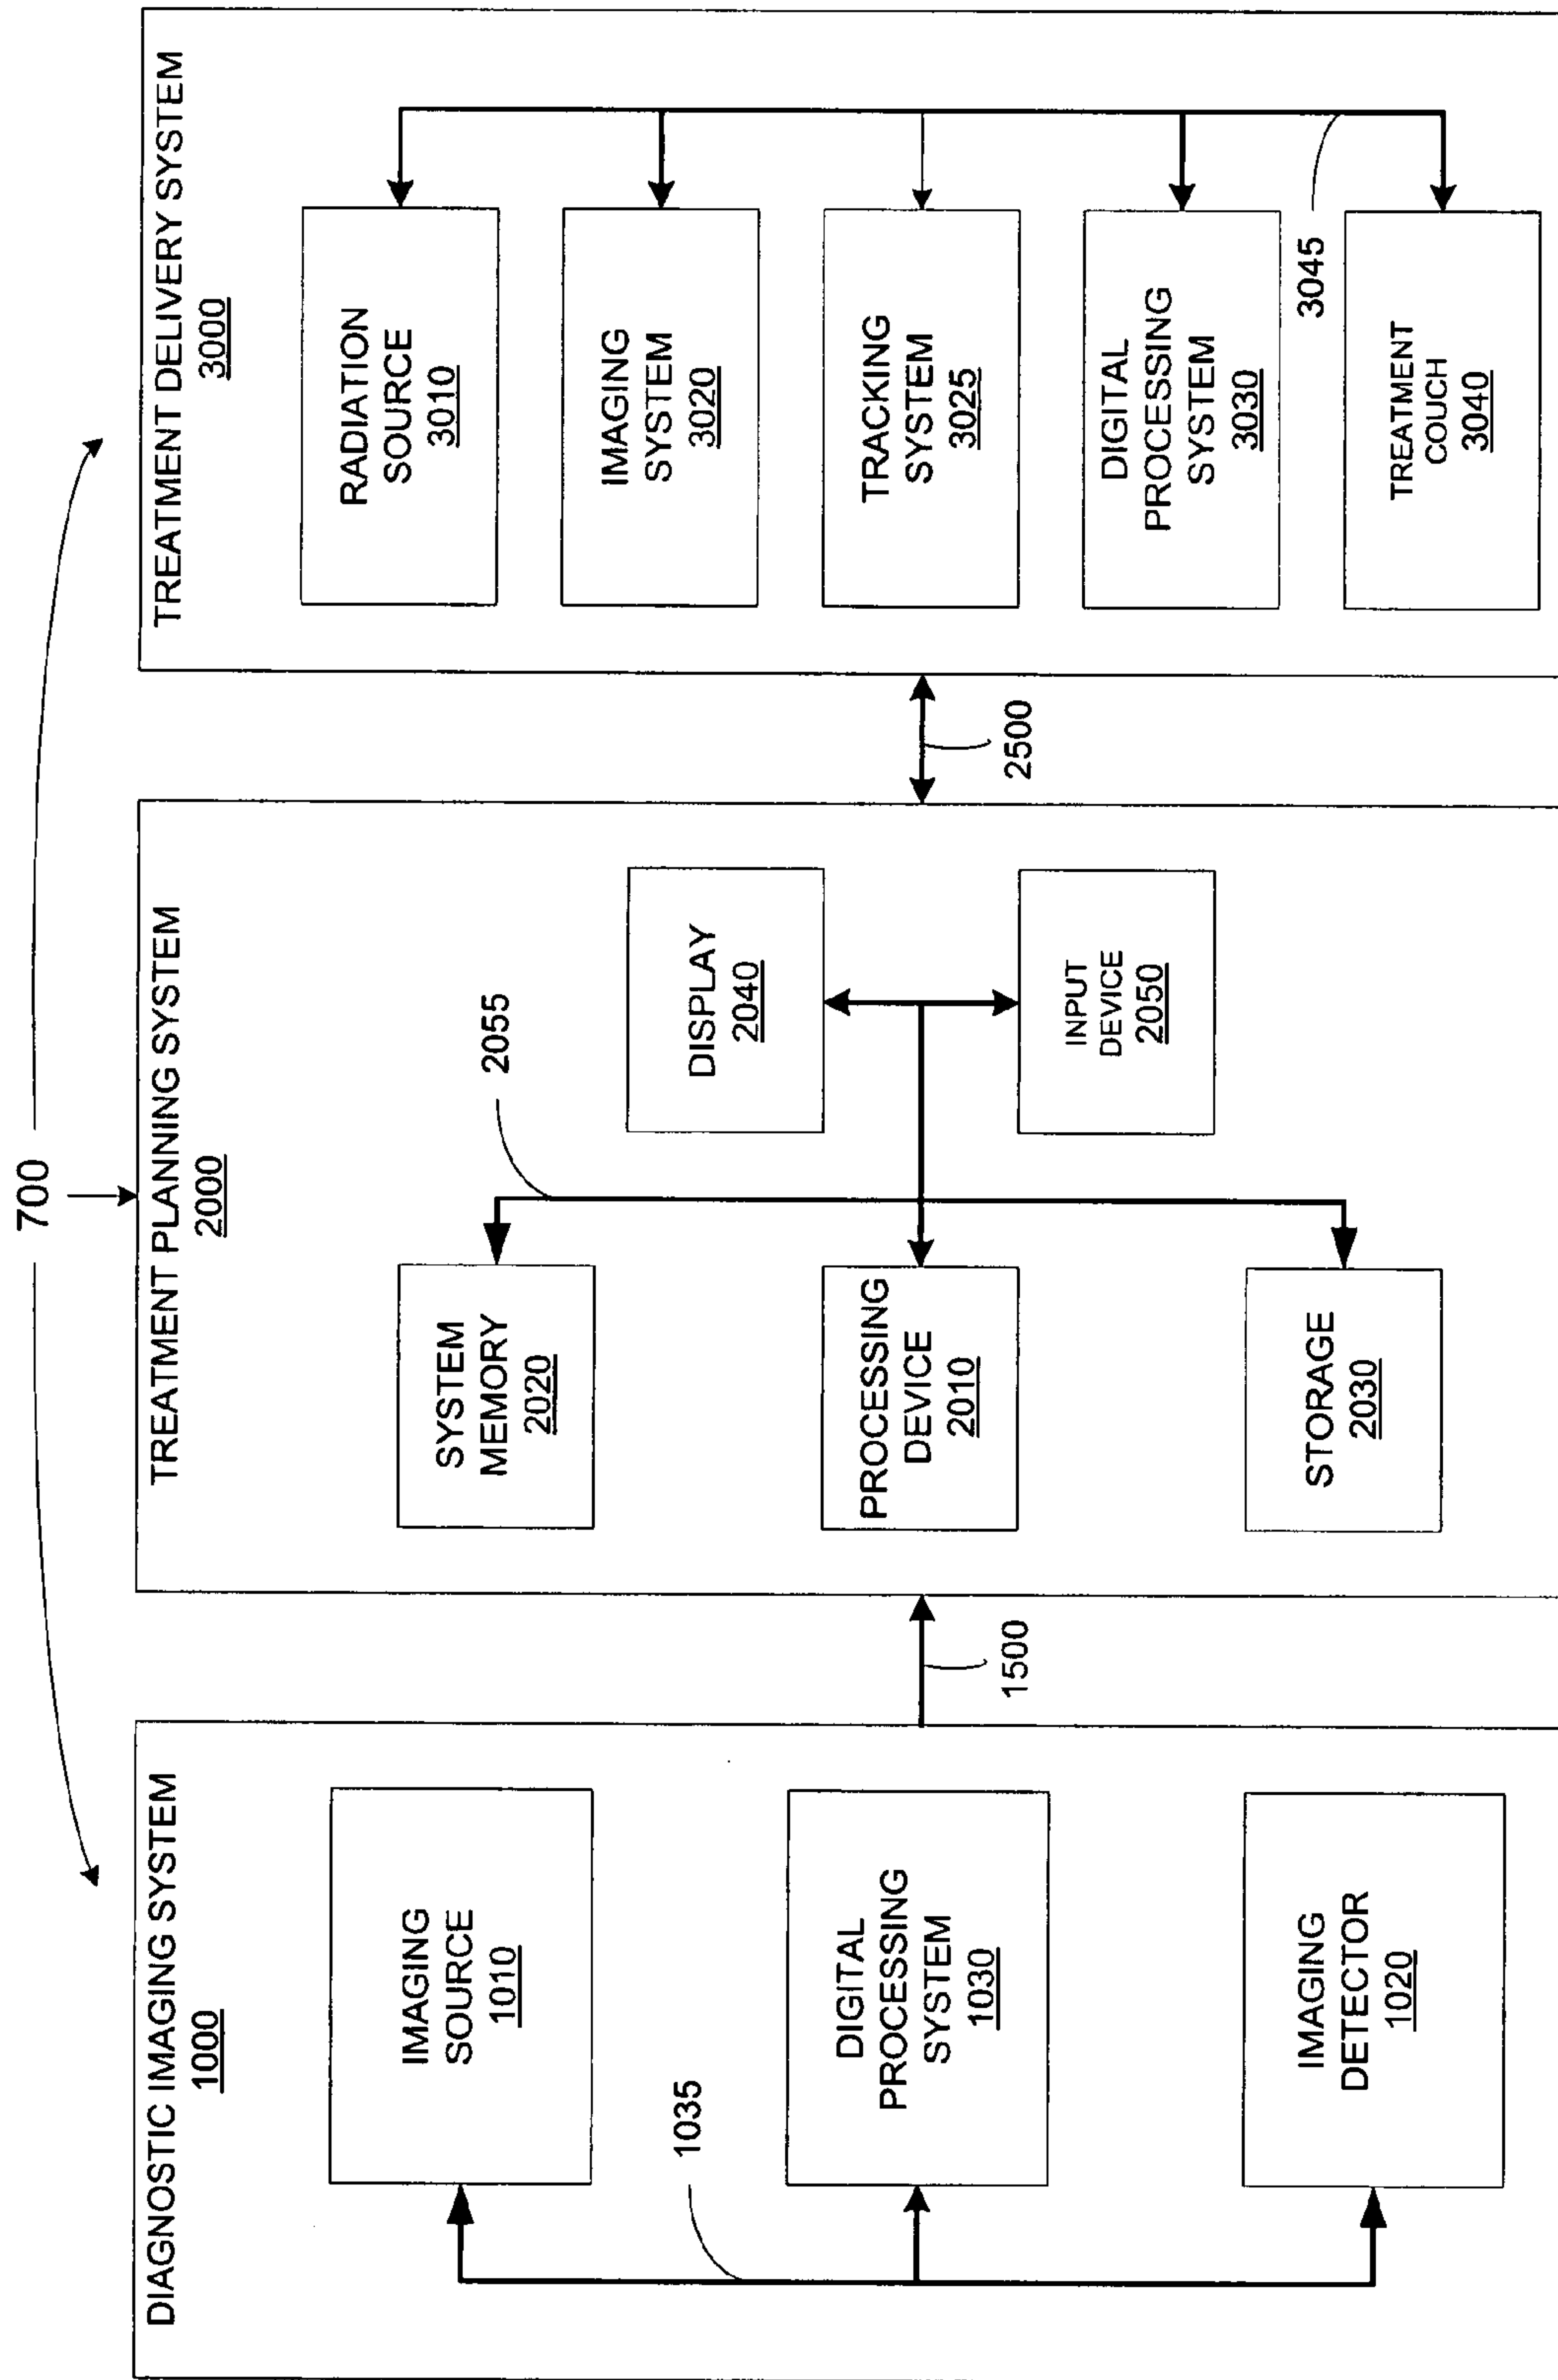 700
DIAGNOSTIC IMAGING SYSTEM
1000
IMAGING
SOURCE
1010
1035
DIGITAL
PROCESSING
SYSTEM
1030
IMAGING
DETECTOR
1020
1500
TREATMENT PLANNING SYSTEM
2000
2055
SYSTEM
MEMORY
2020
PROCESSING
DEVICE
2010
STORAGE
2030
DISPLAY
2040
INPUT
DEVICE
2050
2500
TREATMENT DELIVERY SYSTEM
3000
RADIATION
SOURCE
3010
IMAGING
SYSTEM
3020
TRACKING
SYSTEM
3025
DIGITAL
PROCESSING
SYSTEM
3030
3045
TREATMENT
COUCH
3040